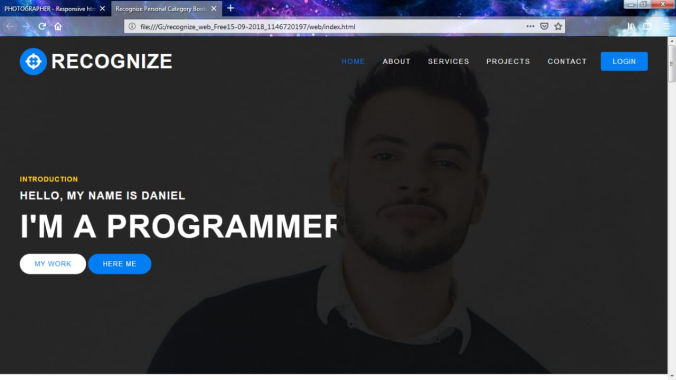 PHOTOGRAPHER - Responsive htm
Recognize Personal Category Boots
file:///G:/recognize_web_Free15-09-2018_1146720197/web/index.html
RECOGNIZE
HOME ABOUT SERVICES PROJECTS CONTACT LOGIN
INTRODUCTION
HELLO, MY NAME IS DANIEL
I'M A PROGRAMMER
MY WORK HERE ME